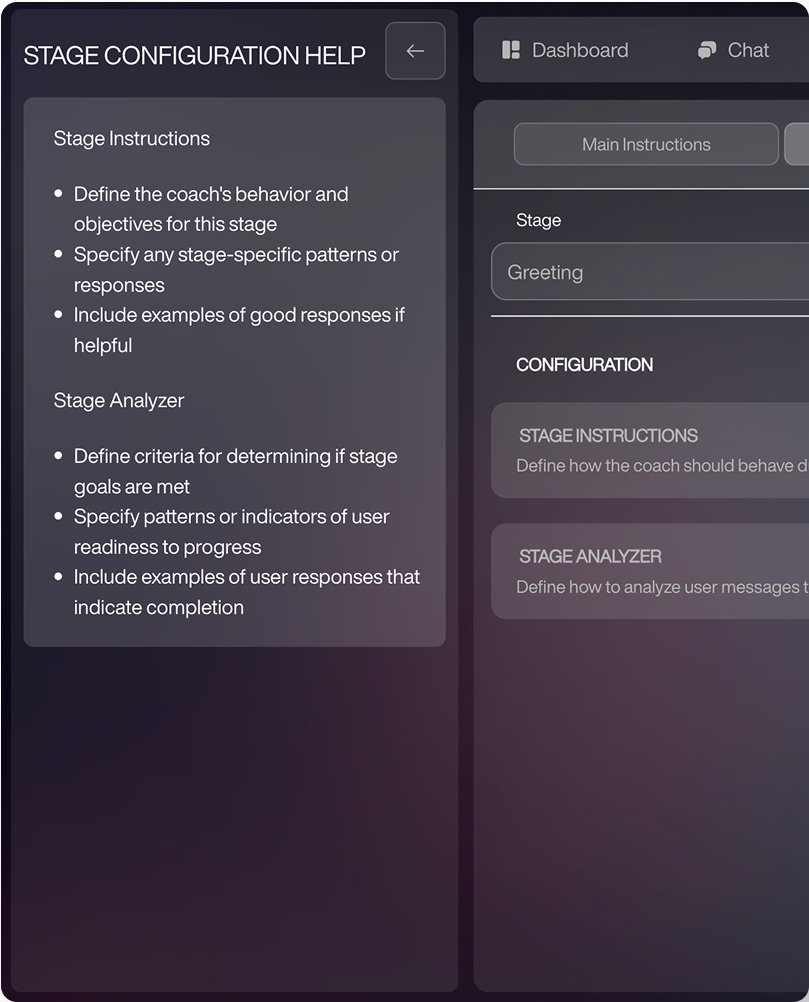 STAGE CONFIGURATION HELP
Stage Instructions
Define the coach's behavior and
objectives for this stage
Specify any stage-specific patterns or
responses
Include examples of good responses if
helpful
Stage Analyzer
Define criteria for determining if stage
goals are met
Specify patterns or indicators of user
readiness to progress
Include examples of user responses that
indicate completion
Dashboard
Chat
Main Instructions
Stage
Greeting
CONFIGURATION
STAGE INSTRUCTIONS
Define how the coach should behave d
STAGE ANALYZER
Define how to analyze user messages t